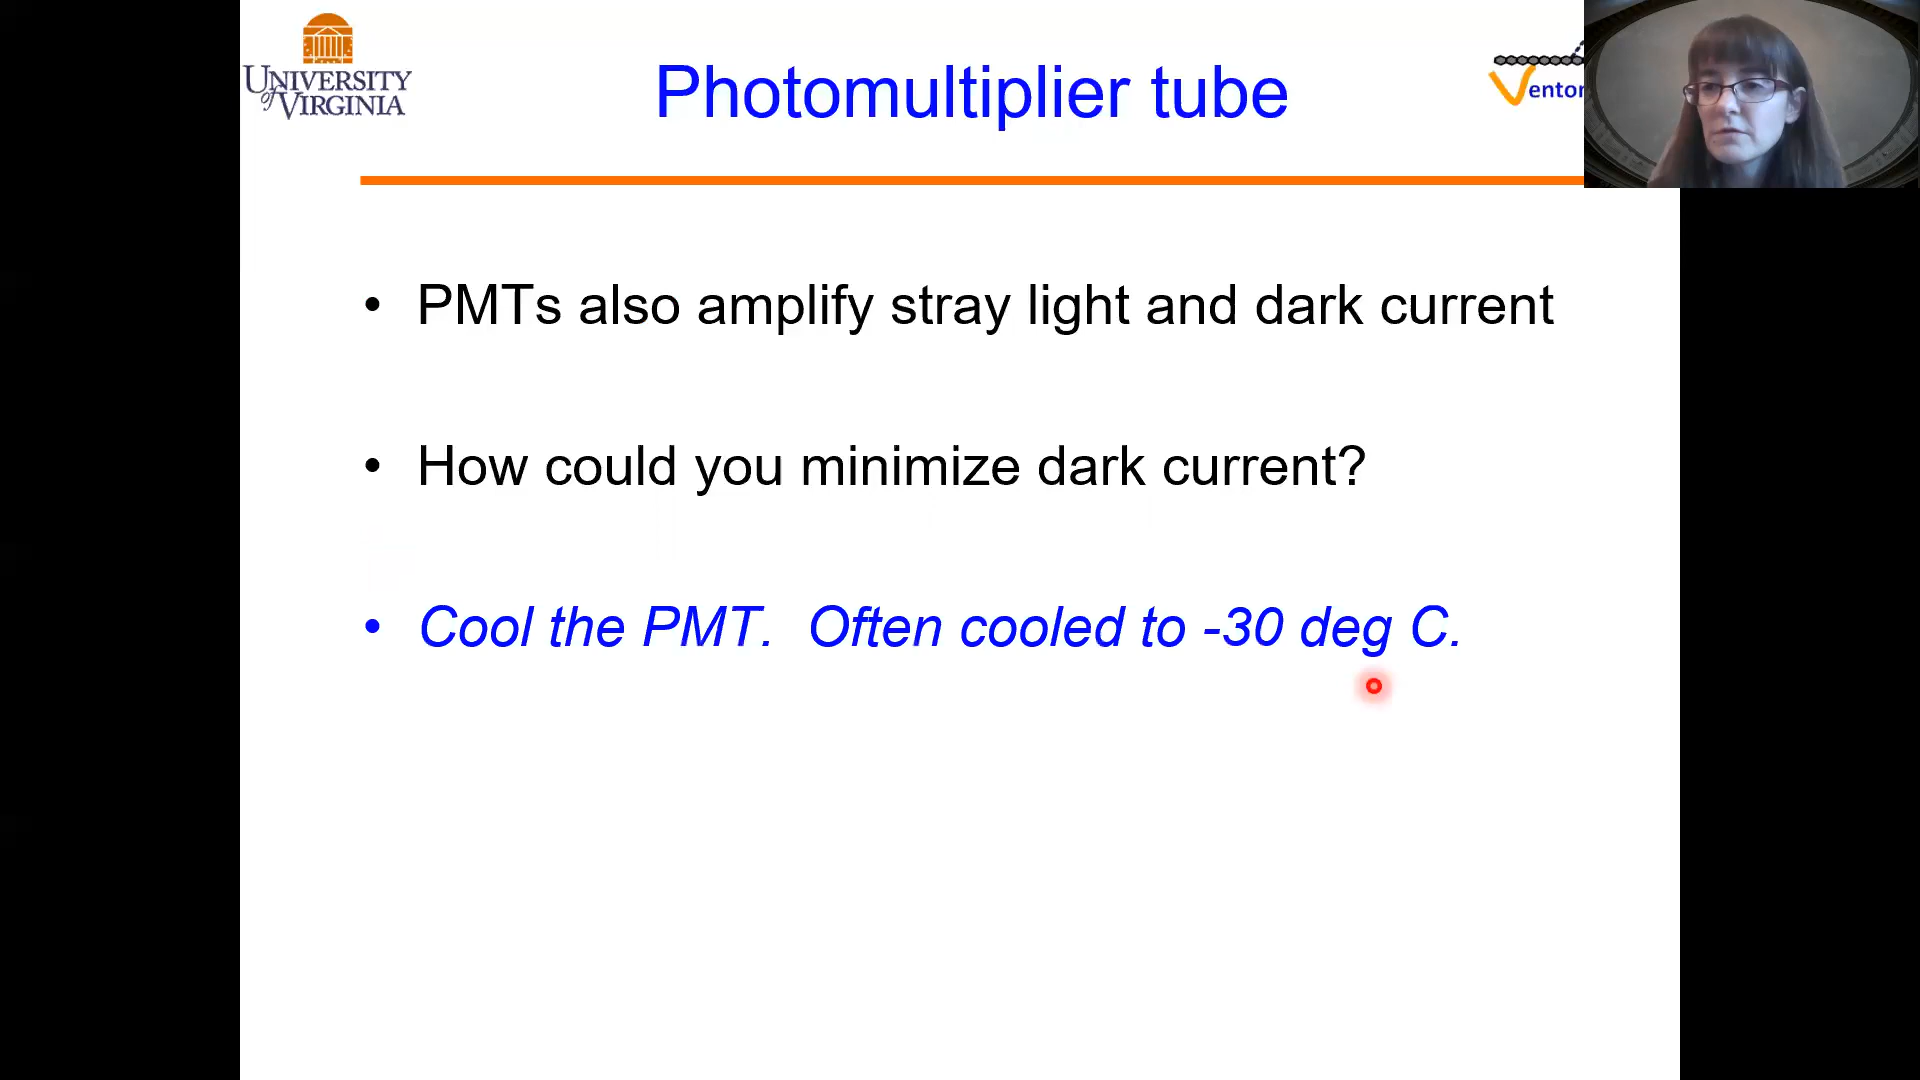 UNIVERSITY
of VIRGINIA
Photomultiplier tube
Ventor
• PMTs also amplify stray light and dark current
• How could you minimize dark current?
• Cool the PMT. Often cooled to -30 deg C.